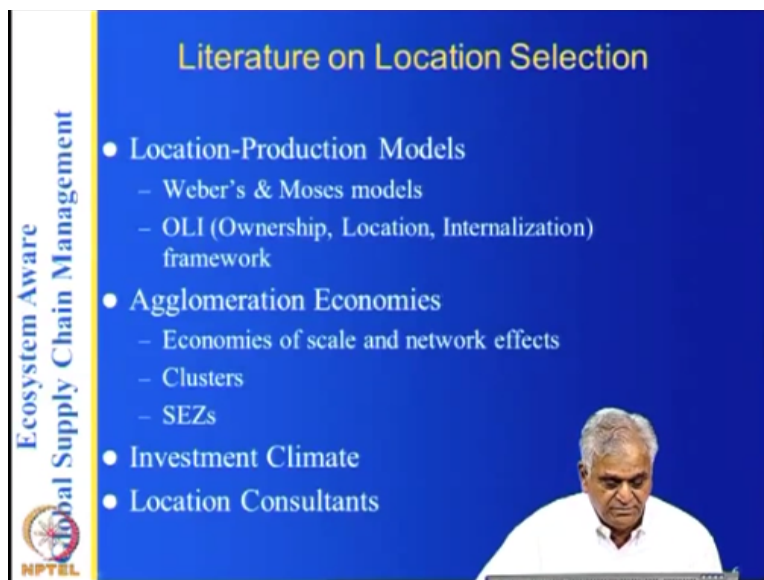 Literature on Location Selection
● Location-Production Models
– Weber's & Moses models
– OLI (Ownership, Location, Internalization)
framework
● Agglomeration Economies
– Economies of scale and network effects
– Clusters
– SEZs
● Investment Climate
● Location Consultants
Ecosystem Aware
Global Supply Chain Management
NPTEL